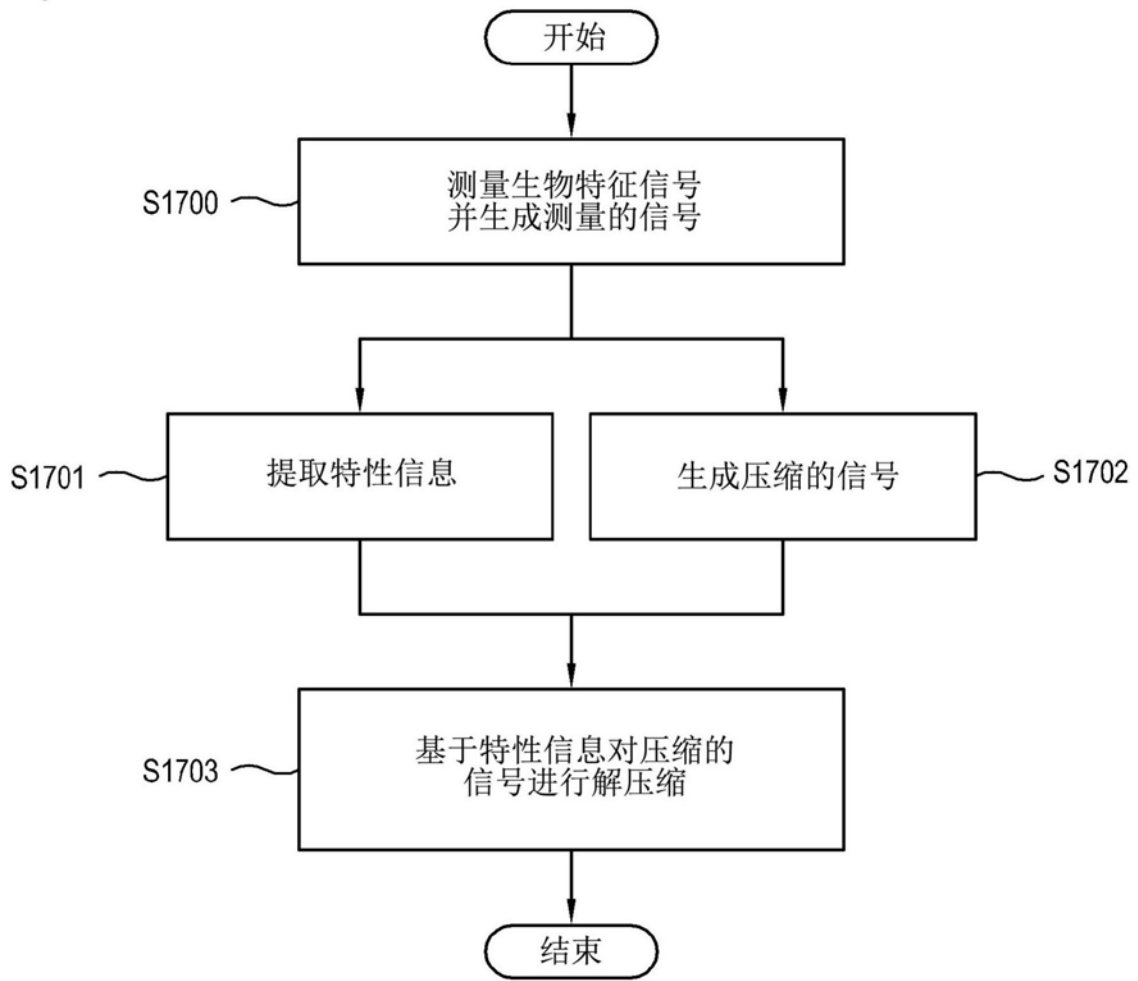 开始
S1700
测量生物特征信号
并生成测量的信号
S1701
提取特性信息
生成压缩的信号
S1702
S1703
基于特性信息对压缩的
信号进行解压缩
结束